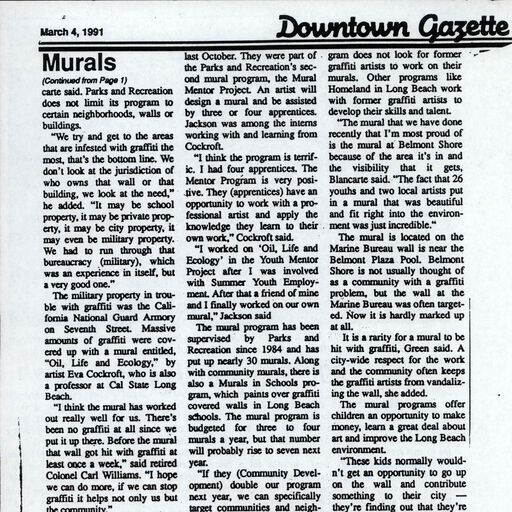 March 4, 1991
Downtown Gazette
Murals
(Continued from Page 1)
carte said. Parks and Recreation
does not limit its program to
certain neighborhoods, walls or
buildings.
"We try and get to the areas
that are infested with graffiti the
most, that's the bottom line. We
don't look at the jurisdiction of
who owns that wall or that
building, we look at the need,"
he added. "It may be school
property, it may be private prop-
erty, it may be city property, it
may even be military property.
We had to run through that
bureaucracy (military), which
was an experience in itself, but
a very good one."
The military property in trou-
ble with graffiti was the Cali-
fornia National Guard Armory
on Seventh Street. Massive
amounts of graffiti were cov-
ered up with a mural entitled,
"Oil, Life and Ecology," by
artist Eva Cockroft, who is also
a professor at Cal State Long
Beach.
"I think the mural has worked
out really well for us. There's
been no graffiti at all since we
put it up there. Before the mural
that wall got hit with graffiti at
least once a week," said retired
Colonel Carl Williams. "I hope
we can do more, if we can stop
graffiti it helps not only us but
the community."
last October. They were part of
the Parks and Recreation's sec-
ond mural program, the Mural
Mentor Project. An artist will
design a mural and be assisted
by three or four apprentices.
Jackson was among the interns
working with and learning from
Cockroft.
"I think the program is terrif-
ic. I had four apprentices. The
Mentor Program is very posi-
tive. They (apprentices) have an
opportunity to work with a pro-
fessional artist and apply the
knowledge they learn to their
own work," Cockroft said.
"I worked on 'Oil, Life and
Ecology' in the Youth Mentor
Project after I was involved
with Summer Youth Employ-
ment. After that a friend of mine
and I finally worked on our own
mural," Jackson said
The mural program has been
supervised by Parks and
Recreation since 1984 and has
put up nearly 30 murals. Along
with community murals, there is
also a Murals in Schools pro-
gram, which paints over graffiti
covered walls in Long Beach
schools. The mural program is
budgeted for three to four
murals a year, but that number
will probably rise to seven next
year.
"If they (Community Devel-
opment) double our program
next year, we can specifically
target communities and neigh-
gram does not look for former
graffiti artists to work on their
murals. Other programs like
Homeland in Long Beach work
with former graffiti artists to
develop their skills and talent.
"The mural that we have done
recently that I'm most proud of
is the mural at Belmont Shore
because of the area it's in and
the visibility that it gets,
Blancarte said. "The fact that 26
youths and two local artists put
in a mural that was beautiful
and fit right into the environ-
ment was just incredible."
The mural is located on the
Marine Bureau wall is near the
Belmont Plaza Pool. Belmont
Shore is not usually thought of
as a community with a graffiti
problem, but the wall at the
Marine Bureau was often target-
ed. Now it is hardly marked up
at all.
It is a rarity for a mural to be
hit with graffiti, Green said. A
city-wide respect for the work
and the community often keeps
the graffiti artists from vandaliz-
ing the wall, she added.
The mural programs offer
children an opportunity to make
money, learn a great deal about
art and improve the Long Beach
environment.
"These kids normally would-
n't get an opportunity to go up
on the wall and contribute
something to their city —
they're finding out that they're